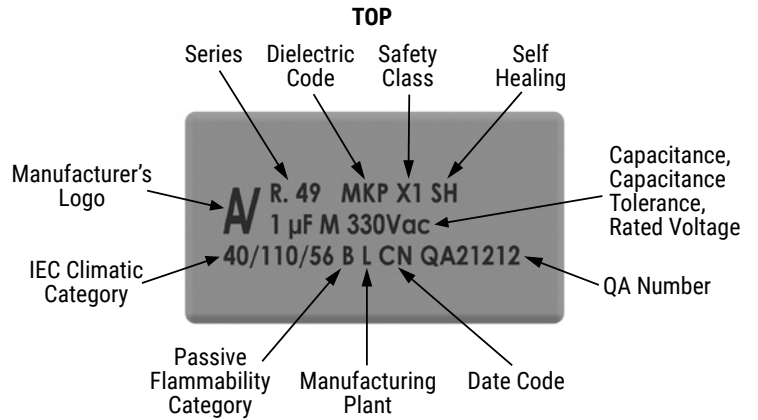 TOP
Series
Dielectric
Code
Safety
Class
Self
Healing
Manufacturer's
Logo
R. 49 MKP X1 SH
1 µF M 330Vac
40/110/56 B L CN QA21212
Capacitance,
Capacitance
Tolerance,
Rated Voltage
IEC Climatic
Category
QA Number
Passive
Flammability
Category
Manufacturing
Plant
Date Code